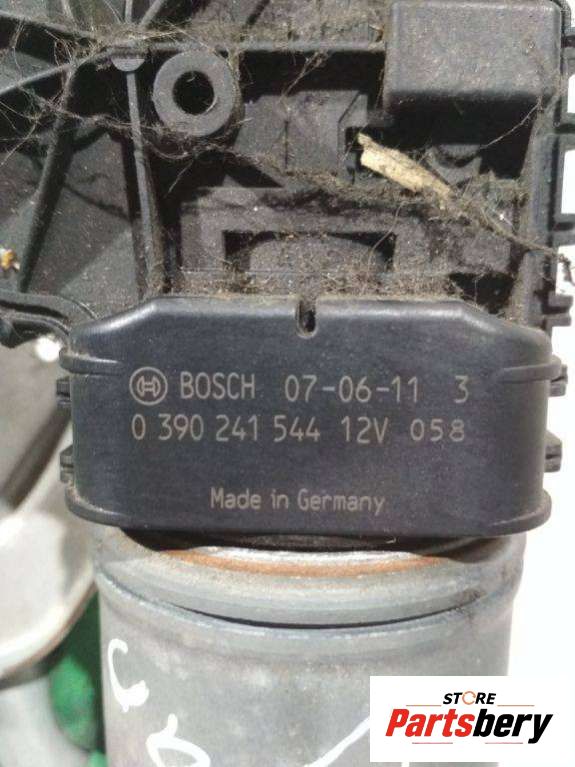 BOSCH 07-06-11 3
0 390 241 544 12V 058
Made in Germany
STORE
Partsbery